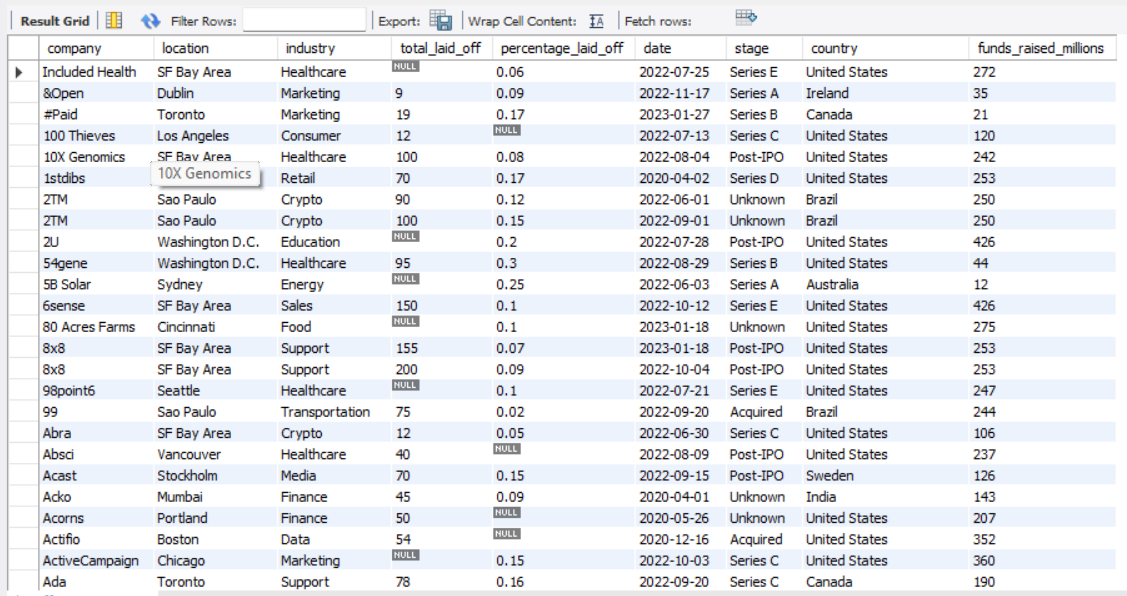 Result Grid Filter Rows: Export: Wrap Cell Content: IA Fetch rows:
company location industry total_laid_off percentage_laid_off date stage country funds_raised_millions
Included Health SF Bay Area Healthcare NULL 0.06 2022-07-25 Series E United States 272
&Open Dublin Marketing 9 0.09 2022-11-17 Series A Ireland 35
#Paid Toronto Marketing 19 0.17 2023-01-27 Series B Canada 21
100 Thieves Los Angeles Consumer 12 NULL 2022-07-13 Series C United States 120
10X Genomics SF Bay Area Healthcare 100 0.08 2022-08-04 Post-IPO United States 242
10X Genomics
1stdibs Retail 70 0.17 2020-04-02 Series D United States 253
2TM Sao Paulo Crypto 90 0.12 2022-06-01 Unknown Brazil 250
2TM Sao Paulo Crypto 100 0.15 2022-09-01 Unknown Brazil 250
2U Washington D.C. Education NULL 0.2 2022-07-28 Post-IPO United States 426
54gene Washington D.C. Healthcare 95 0.3 2022-08-29 Series B United States 44
5B Solar Sydney Energy NULL 0.25 2022-06-03 Series A Australia 12
6sense SF Bay Area Sales 150 0.1 2022-10-12 Series E United States 426
80 Acres Farms Cincinnati Food NULL 0.1 2023-01-18 Unknown United States 275
8x8 SF Bay Area Support 155 0.07 2023-01-18 Post-IPO United States 253
8x8 SF Bay Area Support 200 0.09 2022-10-04 Post-IPO United States 253
98point6 Seattle Healthcare NULL 0.1 2022-07-21 Series E United States 247
99 Sao Paulo Transportation 75 0.02 2022-09-20 Acquired Brazil 244
Abra SF Bay Area Crypto 12 0.05 2022-06-30 Series C United States 106
Absci Vancouver Healthcare 40 NULL 2022-08-09 Post-IPO United States 237
Acast Stockholm Media 70 0.15 2022-09-15 Post-IPO Sweden 126
Acko Mumbai Finance 45 0.09 2020-04-01 Unknown India 143
Acorns Portland Finance 50 NULL 2020-05-26 Unknown United States 207
Actifio Boston Data 54 NULL 2020-12-16 Acquired United States 352
ActiveCampaign Chicago Marketing NULL 0.15 2022-10-03 Series C United States 360
Ada Toronto Support 78 0.16 2022-09-20 Series C Canada 190